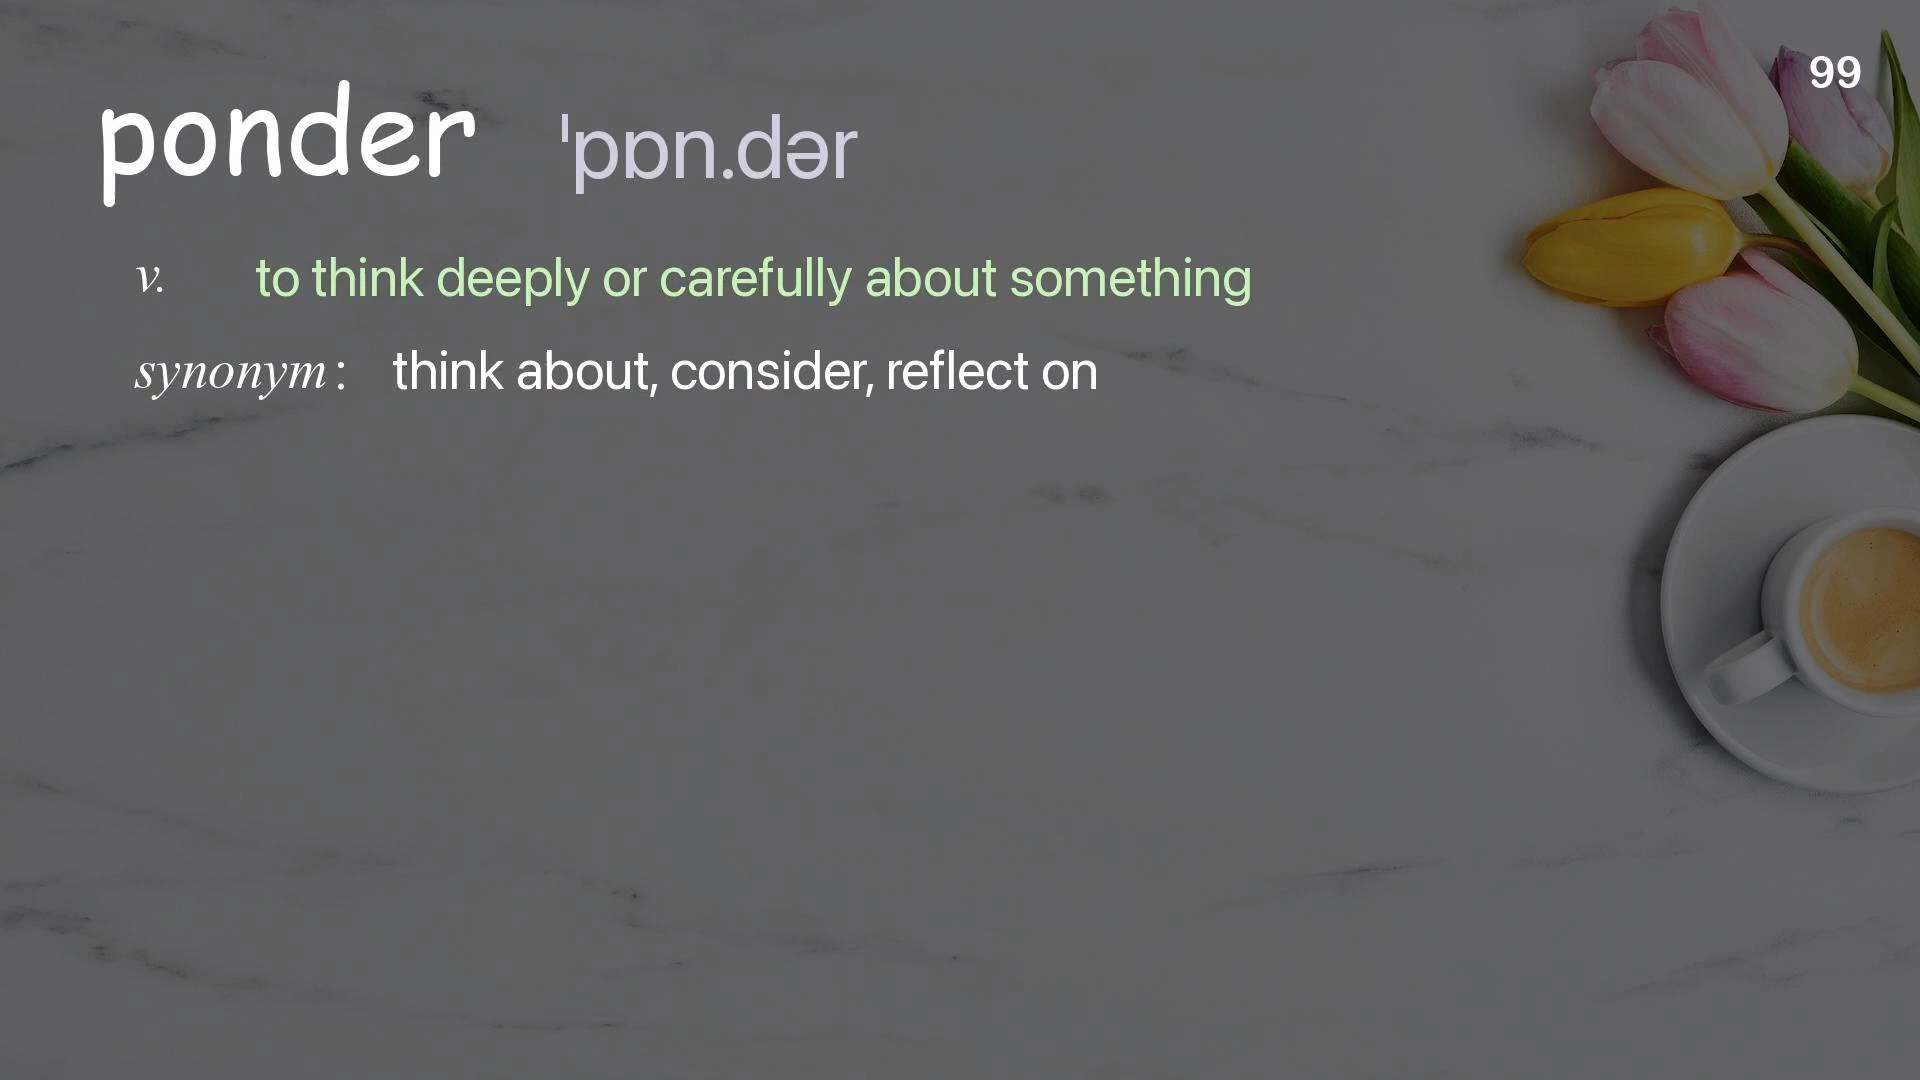 99
ponder ˈpɒn.dər
v. to think deeply or carefully about something
synonym : think about, consider, reflect on